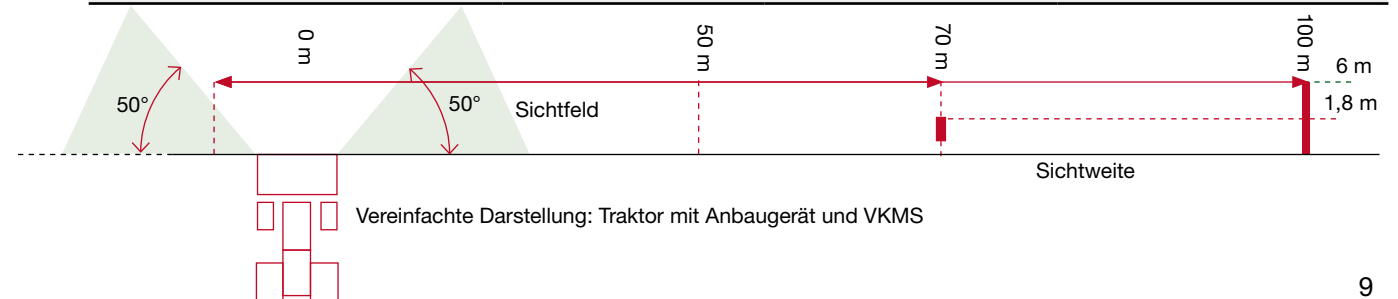 0 m
50 m
70 m
100 m
6 m
50°
50°
Sichtfeld
1,8 m
Sichtweite
Vereinfachte Darstellung: Traktor mit Anbaugerät und VKMS
9